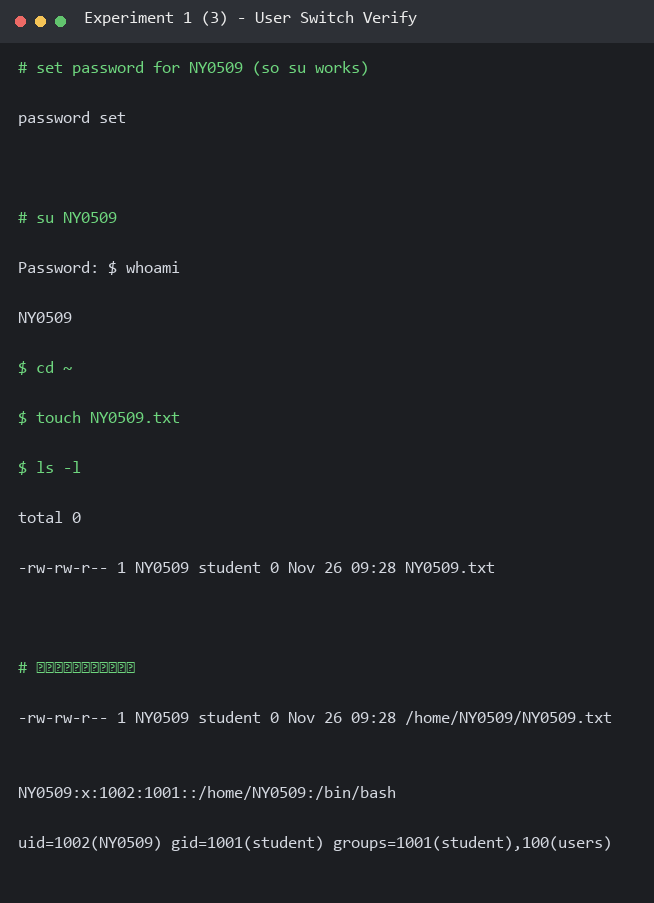 Experiment 1 (3) - User Switch Verify
# set password for NY0509 (so su works)
password set
# su NY0509
Password: $ whoami
NY0509
$ cd ~
$ touch NY0509.txt
$ ls -l
total 0
-rw-rw-r-- 1 NY0509 student 0 Nov 26 09:28 NY0509.txt
#
-rw-rw-r-- 1 NY0509 student 0 Nov 26 09:28 /home/NY0509/NY0509.txt
NY0509:x:1002:1001::/home/NY0509:/bin/bash
uid=1002(NY0509) gid=1001(student) groups=1001(student),100(users)